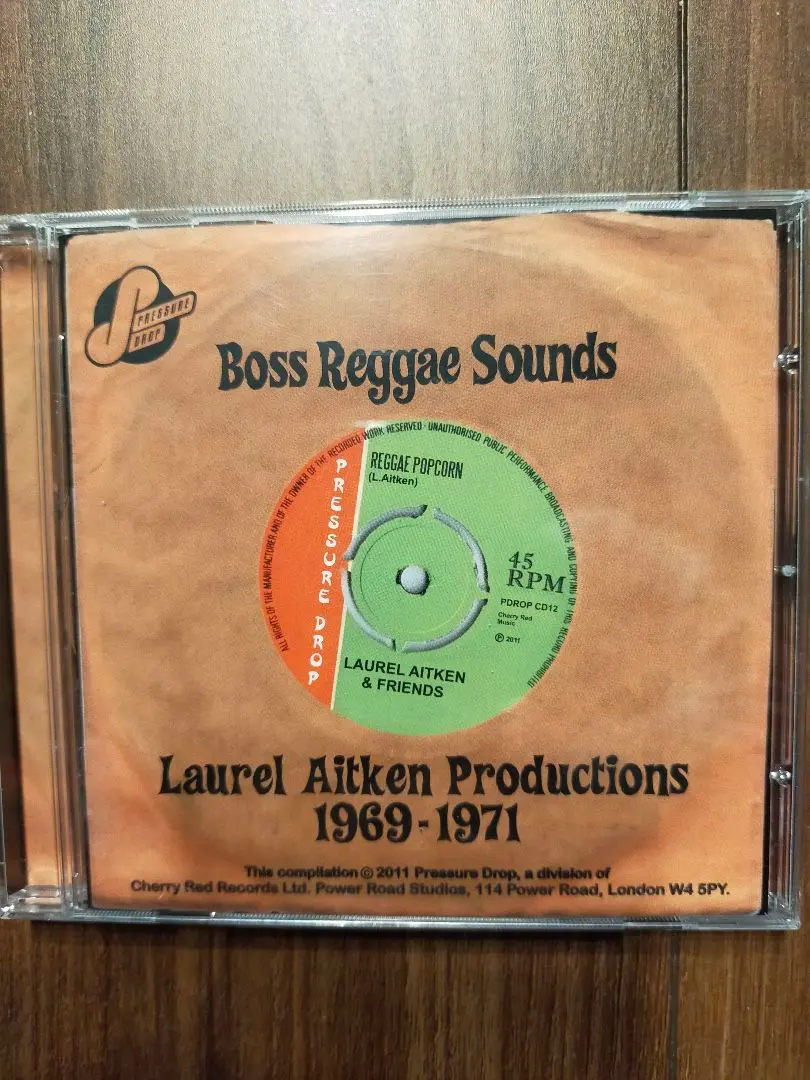 PRESSURE
DROP
Boss Reggae Sounds
ALL RIGHTS OF THE MANUFACTURER AND OF THE OWNER OF THE RECORDED WORK RESERVED · UNAUTHORISED PUBLIC PERFORMANCE BROADCASTING AND COPYING OF THIS RECORD PROHIBITED
PRESSURE DROP
REGGAE POPCORN
(L.Aitken)
45
RPM
PDROP CD12
Cherry Red
Music
℗ 2011
LAUREL AITKEN
& FRIENDS
Laurel Aitken Productions
1969-1971
This compilation © 2011 Pressure Drop, a division of
Cherry Red Records Ltd. Power Road Studios, 114 Power Road, London W4 5PY.